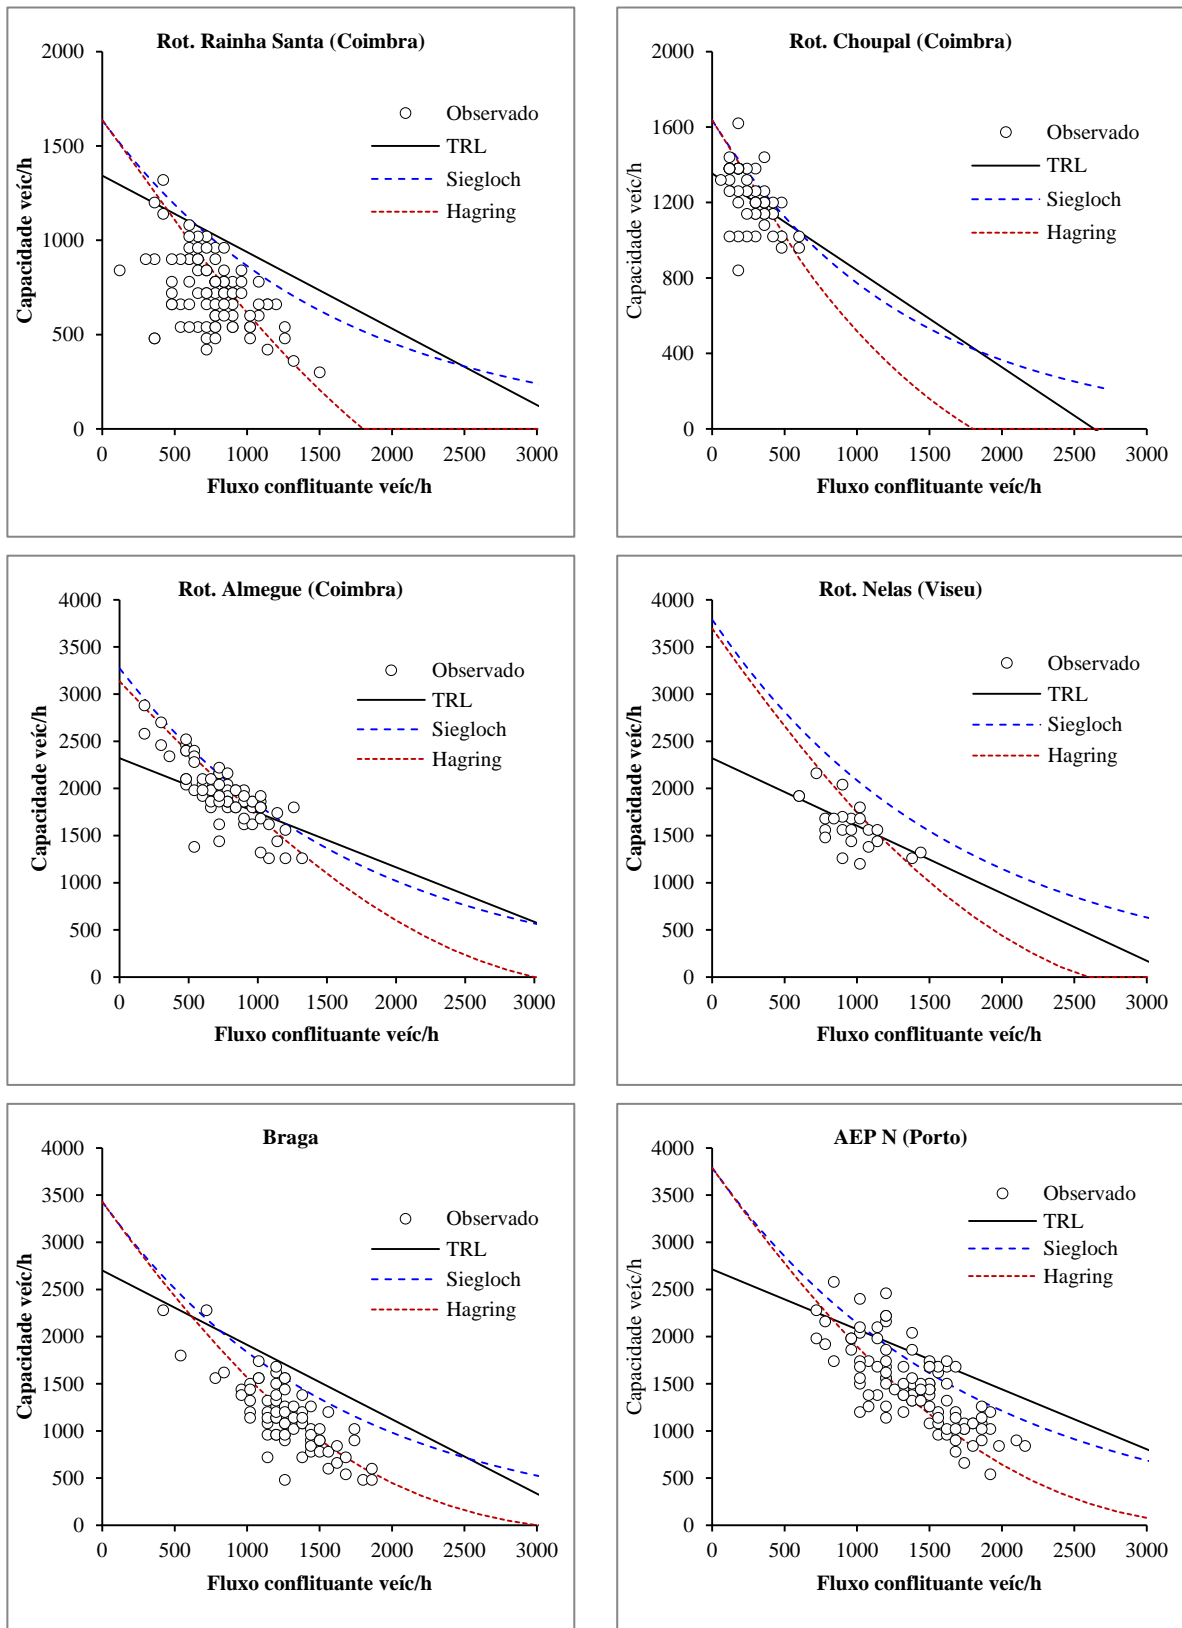 Rot. Rainha Santa (Coimbra)
Capacidade veíc/h
2000
1500
1000
500
0
Observado
TRL
Siegloch
Hagring
0 500 1000 1500 2000 2500 3000
Fluxo conflituante veíc/h
Rot. Choupal (Coimbra)
Capacidade veíc/h
2000
1600
1200
800
400
0
Observado
TRL
Siegloch
Hagring
0 500 1000 1500 2000 2500 3000
Fluxo conflituante veíc/h
Rot. Almegue (Coimbra)
Capacidade veíc/h
4000
3500
3000
2500
2000
1500
1000
500
0
Observado
TRL
Siegloch
Hagring
0 500 1000 1500 2000 2500 3000
Fluxo conflituante veíc/h
Rot. Nelas (Viseu)
Capacidade veíc/h
4000
3500
3000
2500
2000
1500
1000
500
0
Observado
TRL
Siegloch
Hagring
0 500 1000 1500 2000 2500 3000
Fluxo conflituante veíc/h
Braga
Capacidade veíc/h
4000
3500
3000
2500
2000
1500
1000
500
0
Observado
TRL
Siegloch
Hagring
0 500 1000 1500 2000 2500 3000
Fluxo conflituante veíc/h
AEP N (Porto)
Capacidade veíc/h
4000
3500
3000
2500
2000
1500
1000
500
0
Observado
TRL
Siegloch
Hagring
0 500 1000 1500 2000 2500 3000
Fluxo conflituante veíc/h